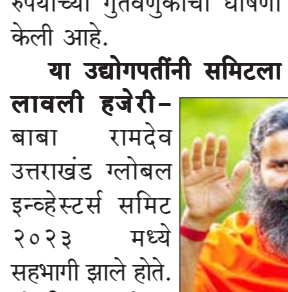 रुपयांच्या गुंतवणुकीची घोषणा
केली आहे.
या उद्योगपतींनी समिटला
लावली हजेरी–
बाबा रामदेव
उत्तराखंड ग्लोबल
इन्व्हेस्टर्स समिट
२०२३ मध्ये
सहभागी झाले होते.